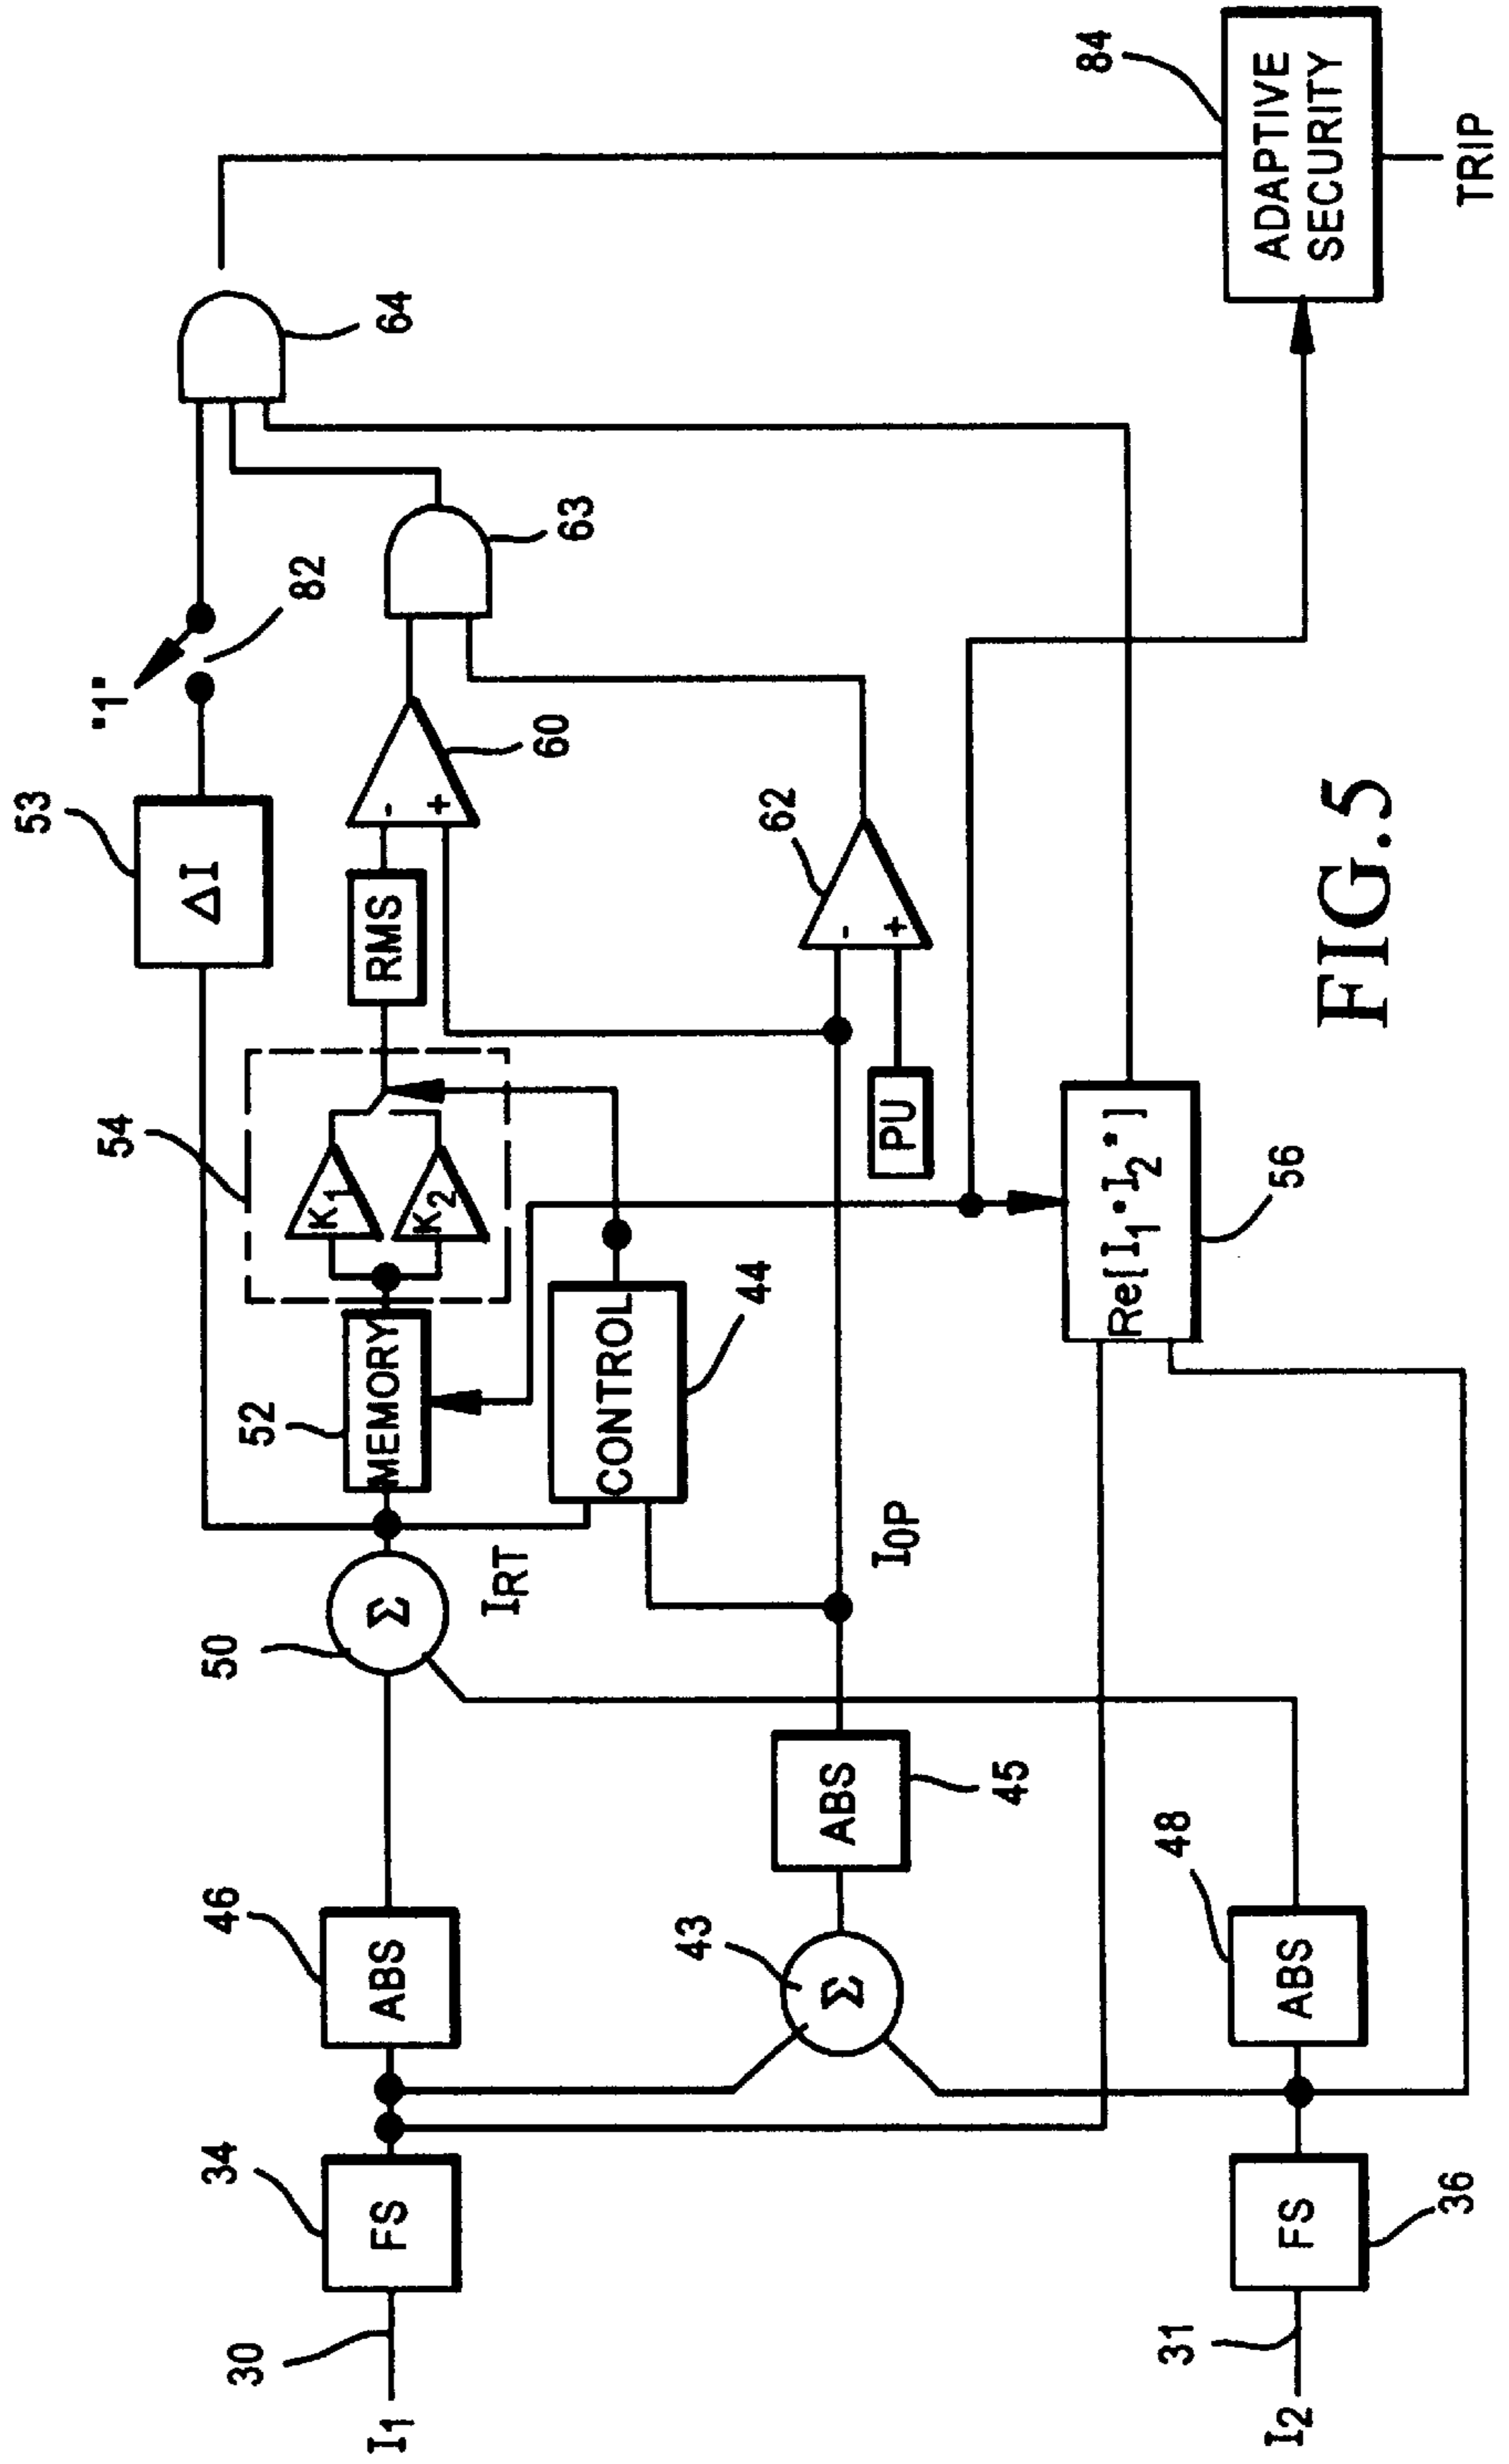 53
ΔI
"1"
82
64
54
K1
K2
RMS
-
+
60
63
52
MEMORY
50
Σ
IRT
CONTROL
44
46
ABS
34
FS
30
I1
43
Σ
ABS
45
IOP
PU
62
-
+
84
ADAPTIVE
SECURITY
TRIP
Re[I1•I2*]
56
48
ABS
31
FS
36
I2
FIG.5